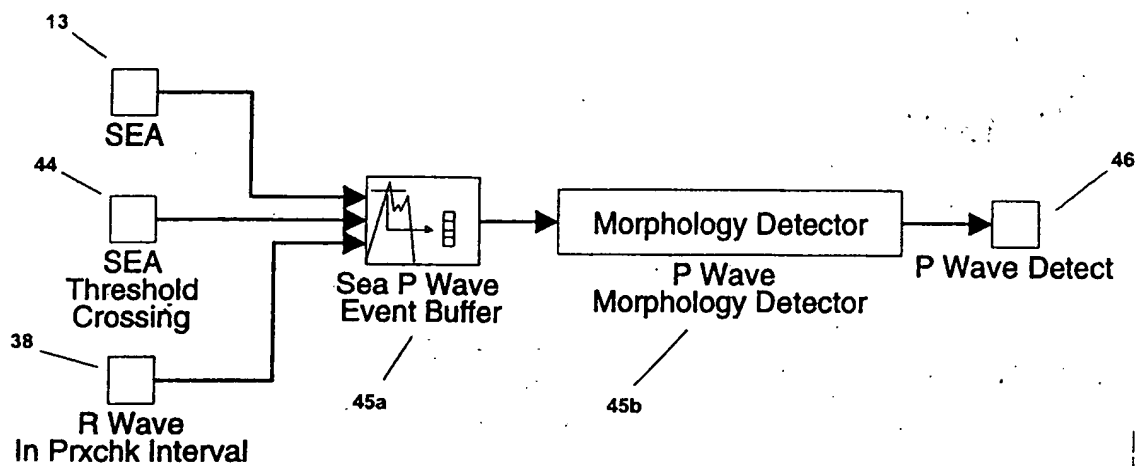 13
SEA
44
SEA
Threshold
Crossing
38
R Wave
In Prxchk Interval
Sea P Wave
Event Buffer
45a
Morphology Detector
P Wave
Morphology Detector
45b
46
P Wave Detect